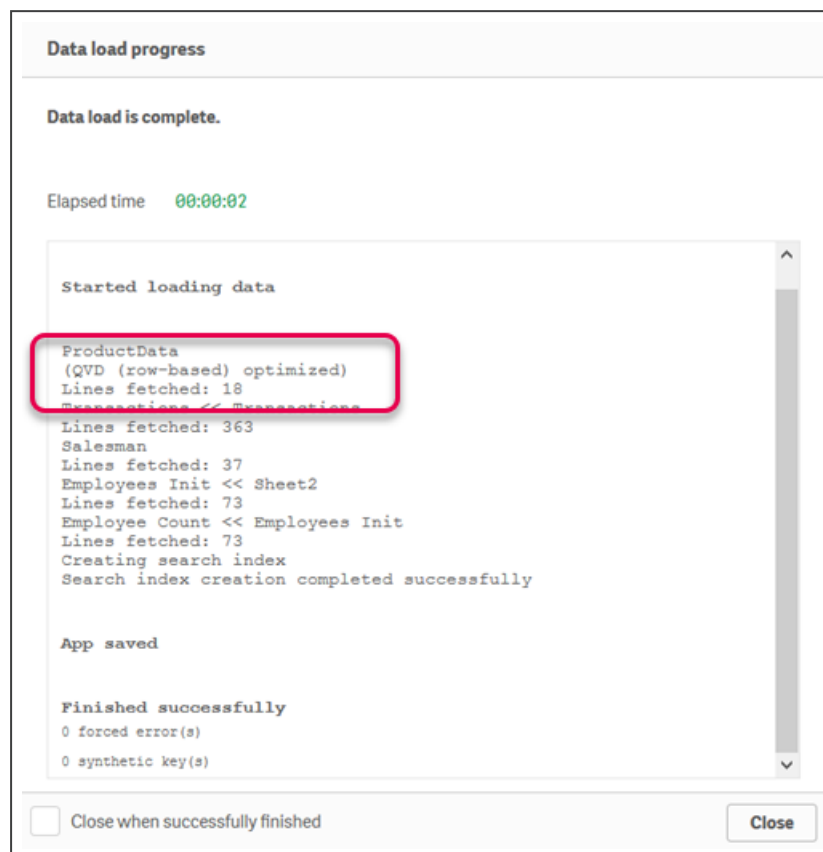 Data load progress
Data load is complete.
Elapsed time 00:00:02
Started loading data
ProductData
(QVD (row-based) optimized)
Lines fetched: 18
Transactions << Transactions
Lines fetched: 363
Salesman
Lines fetched: 37
Employees Init << Sheet2
Lines fetched: 73
Employee Count << Employees Init
Lines fetched: 73
Creating search index
Search index creation completed successfully
App saved
Finished successfully
0 forced error(s)
0 synthetic key(s)
Close when successfully finished
Close